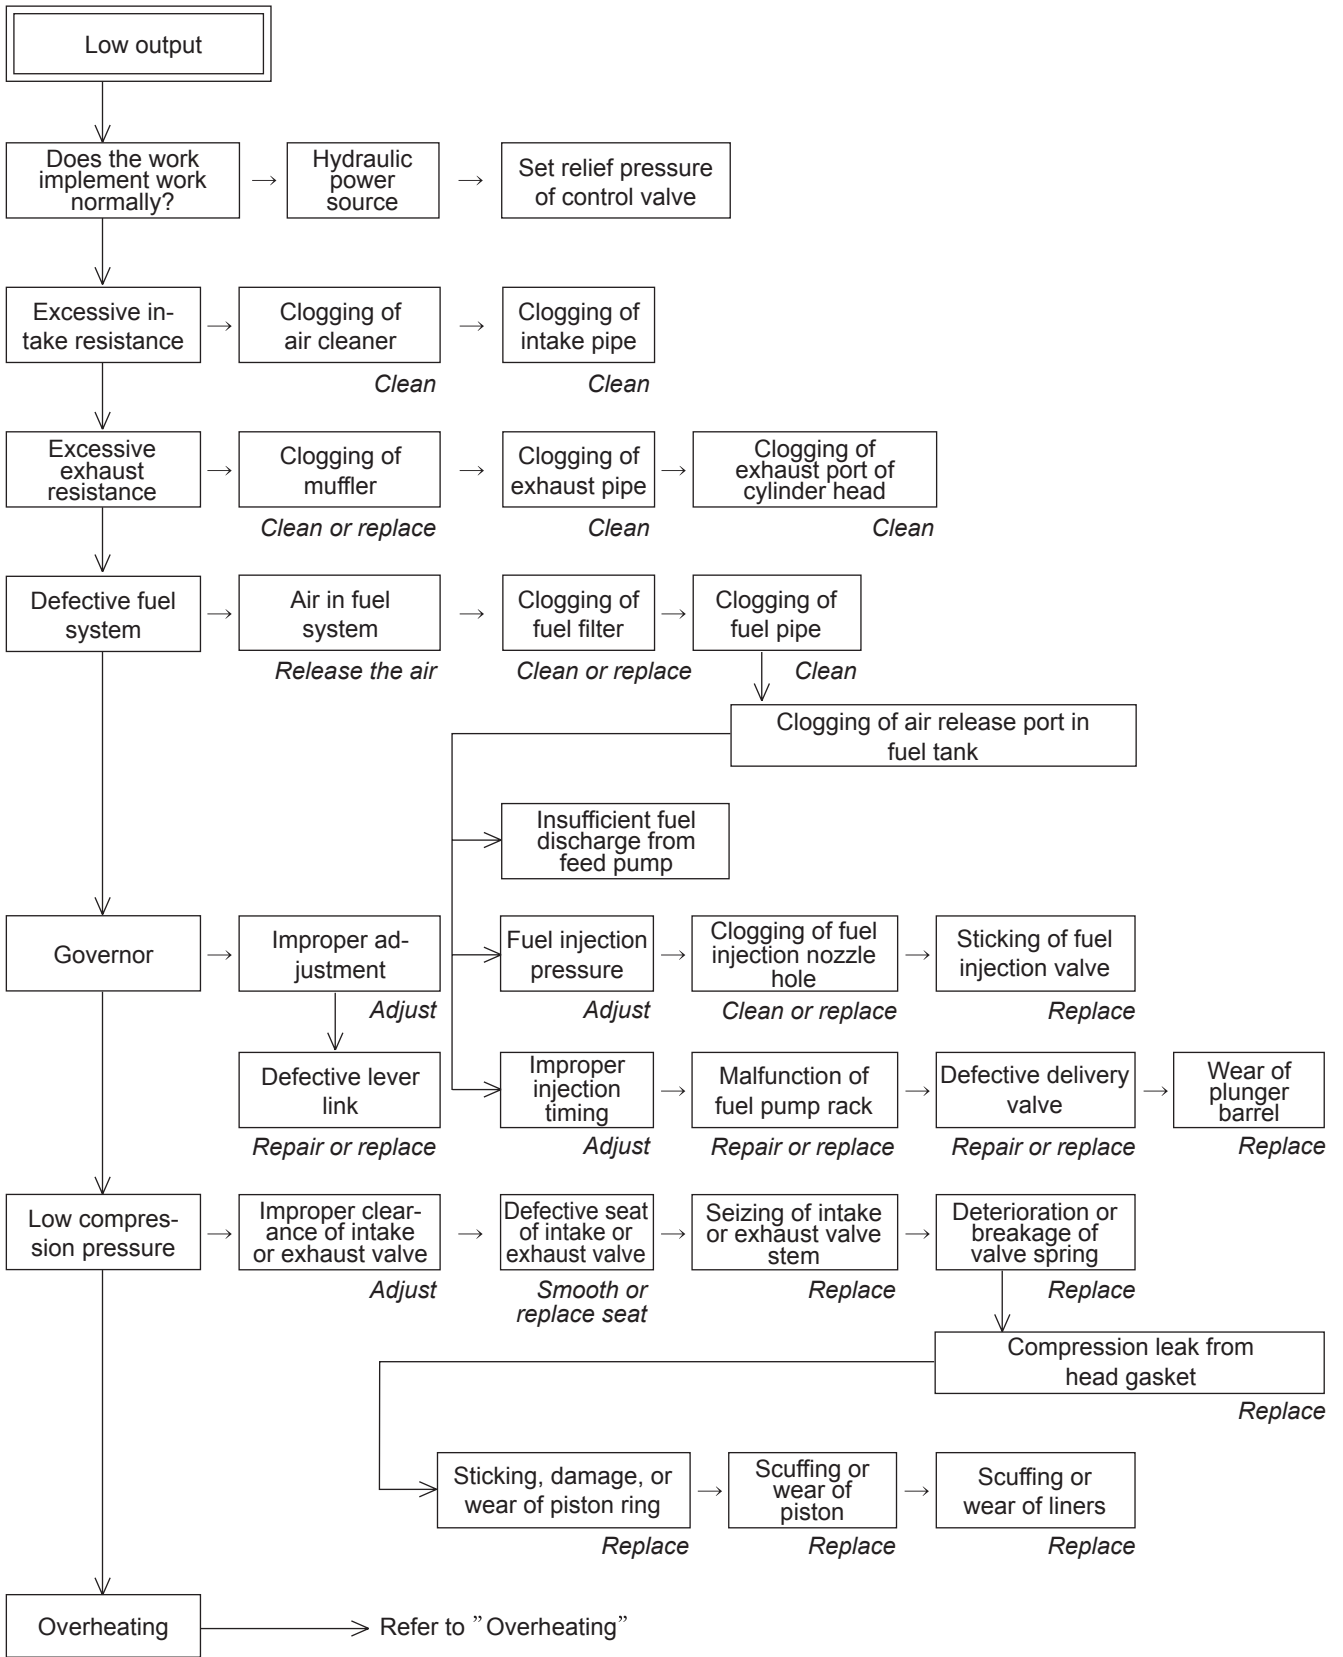 Low output
Does the work
implement work
normally?
Hydraulic
power
source
Set relief pressure
of control valve
Excessive in-
take resistance
Clogging of
air cleaner
Clean
Clogging of
intake pipe
Clean
Excessive
exhaust
resistance
Clogging of
muffler
Clean or replace
Clogging of
exhaust pipe
Clean
Clogging of
exhaust port of
cylinder head
Clean
Defective fuel
system
Air in fuel
system
Release the air
Clogging of
fuel filter
Clean or replace
Clogging of
fuel pipe
Clean
Clogging of air release port in
fuel tank
Insufficient fuel
discharge from
feed pump
Governor
Improper ad-
justment
Adjust
Fuel injection
pressure
Adjust
Clogging of fuel
injection nozzle
hole
Clean or replace
Sticking of fuel
injection valve
Replace
Defective lever
link
Repair or replace
Improper
injection
timing
Adjust
Malfunction of
fuel pump rack
Repair or replace
Defective delivery
valve
Repair or replace
Wear of
plunger
barrel
Replace
Low compres-
sion pressure
Improper clear-
ance of intake
or exhaust valve
Adjust
Defective seat
of intake or
exhaust valve
Smooth or
replace seat
Seizing of intake
or exhaust valve
stem
Replace
Deterioration or
breakage of
valve spring
Replace
Compression leak from
head gasket
Replace
Sticking, damage, or
wear of piston ring
Replace
Scuffing or
wear of
piston
Replace
Scuffing or
wear of liners
Replace
Overheating
Refer to ”Overheating”